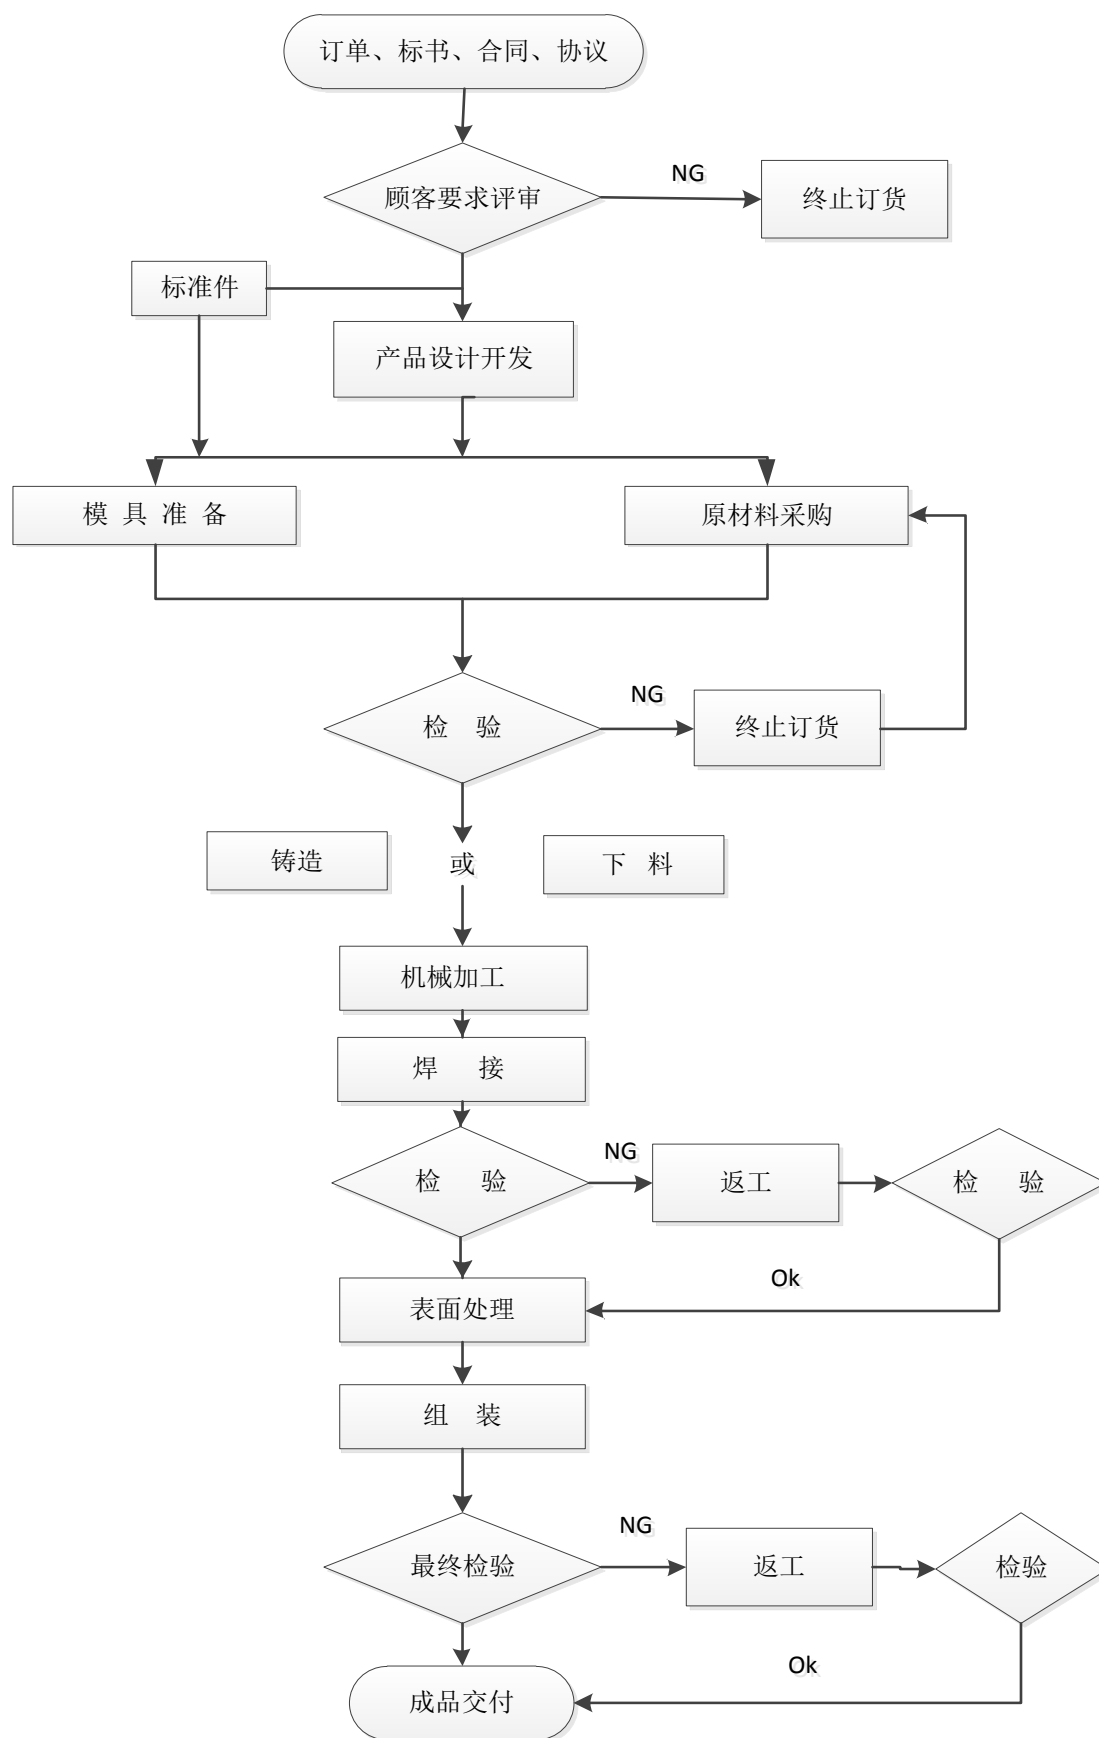 订单、标书、合同、协议
顾客要求评审
NG
终止订货
标准件
产品设计开发
模 具 准 备
原材料采购
检 验
NG
终止订货
铸造
或
下 料
机械加工
焊 接
检 验
NG
返工
检 验
Ok
表面处理
组 装
最终检验
NG
返工
检验
Ok
成品交付